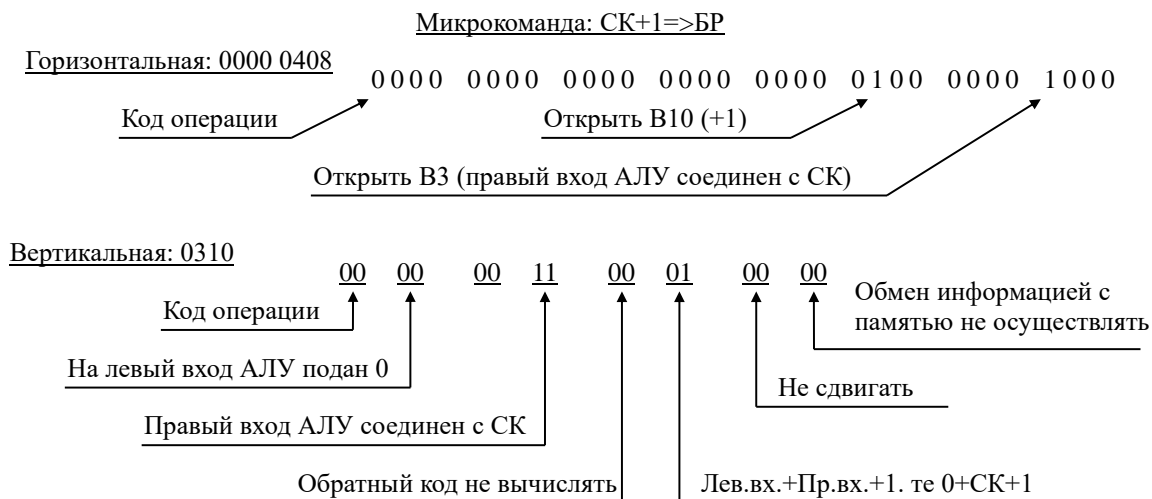 Микрокоманда: СК+1=>БР
Горизонтальная: 0000 0408
0000 0000 0000 0000 0000 0100 0000 1000
Код операции
Открыть В10 (+1)
Открыть В3 (правый вход АЛУ соединен с СК)
Вертикальная: 0310
00 00 00 11 00 01 00 00
Код операции
Обмен информацией с
памятью не осуществлять
На левый вход АЛУ подан 0
Не сдвигать
Правый вход АЛУ соединен с СК
Обратный код не вычислять
Лев.вх.+Пр.вх.+1. те 0+СК+1